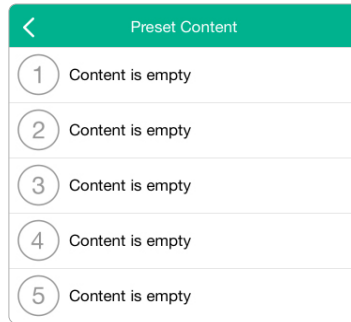 Preset Content
1 Content is empty
2 Content is empty
3 Content is empty
4 Content is empty
5 Content is empty